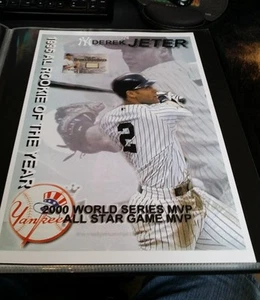 DEREK JETER
1996 AL ROOKIE OF THE YEAR
2
Yankees
2000 WORLD SERIES MVP
ALL STAR GAME MVP